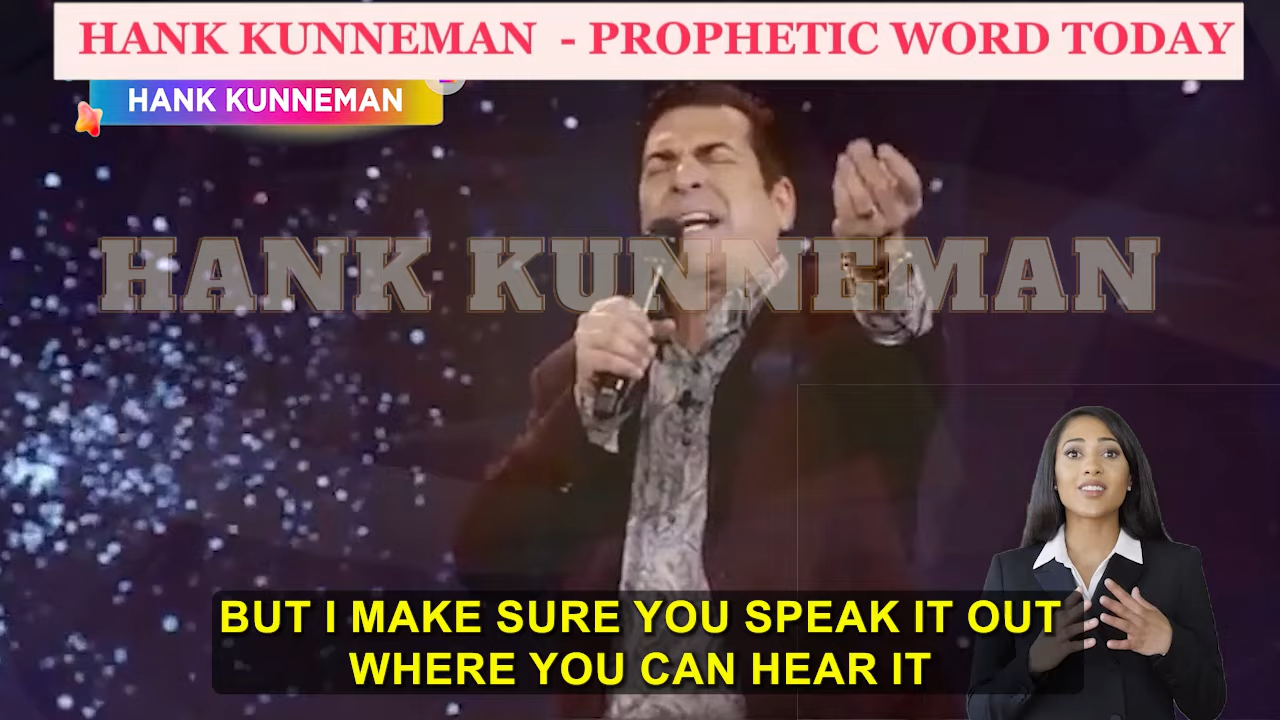 HANK KUNNEMAN - PROPHETIC WORD TODAY
HANK KUNNEMAN
HANK KUNNEMAN
BUT I MAKE SURE YOU SPEAK IT OUT
WHERE YOU CAN HEAR IT